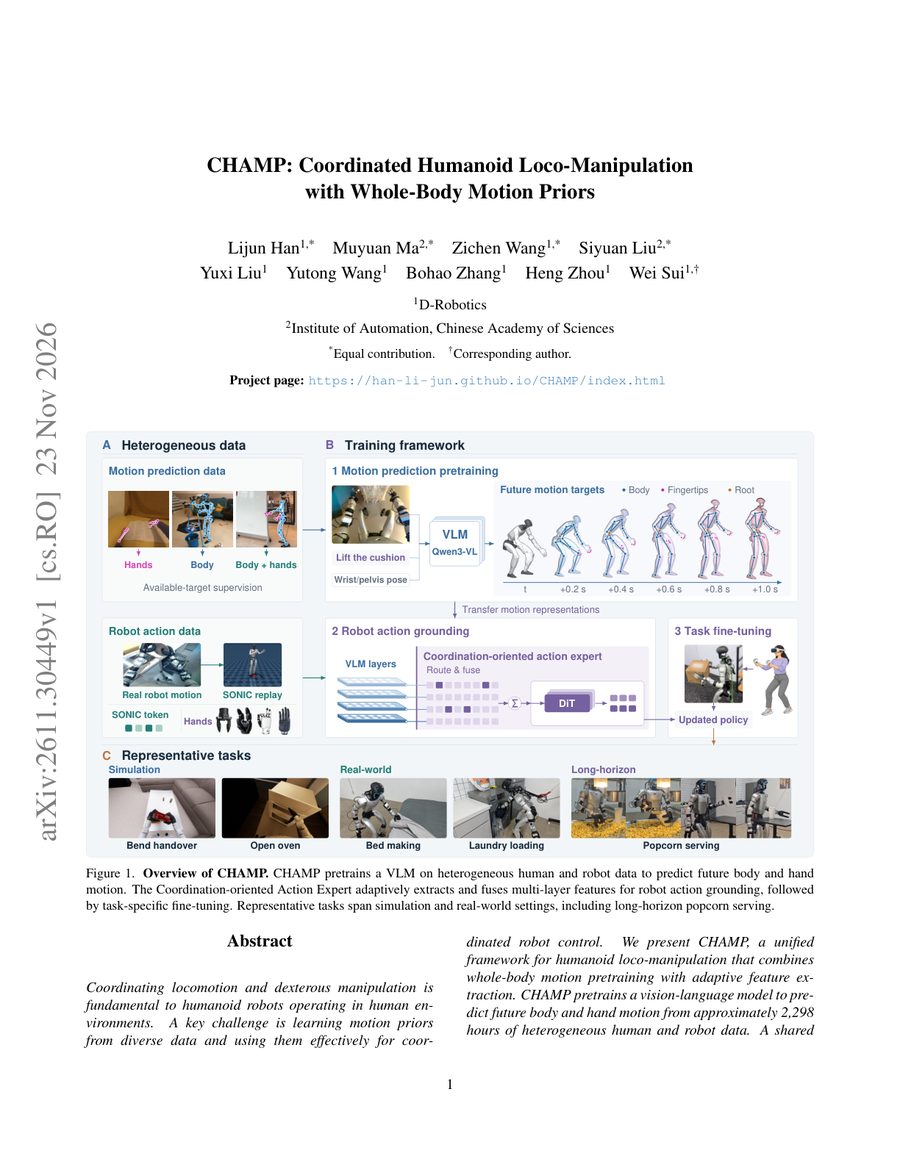 CHAMP: Coordinated Humanoid Loco-Manipulation
with Whole-Body Motion Priors
Lijun Han1,* Muyuan Ma2,* Zichen Wang1,* Siyuan Liu2,*
Yuxi Liu1 Yutong Wang1 Bohao Zhang1 Heng Zhou1 Wei Sui1,†
1D-Robotics
2Institute of Automation, Chinese Academy of Sciences
*Equal contribution. †Corresponding author.
Project page: https://han-li-jun.github.io/CHAMP/index.html
arXiv:2611.30449v1 [cs.RO] 23 Nov 2026
A Heterogeneous data
Motion prediction data
Hands Body Body + hands
Available-target supervision
Robot action data
Real robot motion SONIC replay
SONIC token Hands
B Training framework
1 Motion prediction pretraining
Lift the cushion
Wrist/pelvis pose
VLM
Qwen3-VL
Future motion targets • Body • Fingertips • Root
t +0.2 s +0.4 s +0.6 s +0.8 s +1.0 s
Transfer motion representations
2 Robot action grounding
VLM layers
Coordination-oriented action expert
Route & fuse
Σ
DiT
3 Task fine-tuning
Updated policy
C Representative tasks
Simulation Real-world Long-horizon
Bend handover Open oven Bed making Laundry loading Popcorn serving
Figure 1. Overview of CHAMP. CHAMP pretrains a VLM on heterogeneous human and robot data to predict future body and hand
motion. The Coordination-oriented Action Expert adaptively extracts and fuses multi-layer features for robot action grounding, followed
by task-specific fine-tuning. Representative tasks span simulation and real-world settings, including long-horizon popcorn serving.
Abstract
Coordinating locomotion and dexterous manipulation is
fundamental to humanoid robots operating in human en-
vironments. A key challenge is learning motion priors
from diverse data and using them effectively for coor-
dinated robot control. We present CHAMP, a unified
framework for humanoid loco-manipulation that combines
whole-body motion pretraining with adaptive feature ex-
traction. CHAMP pretrains a vision-language model to pre-
dict future body and hand motion from approximately 2,298
hours of heterogeneous human and robot data. A shared
1